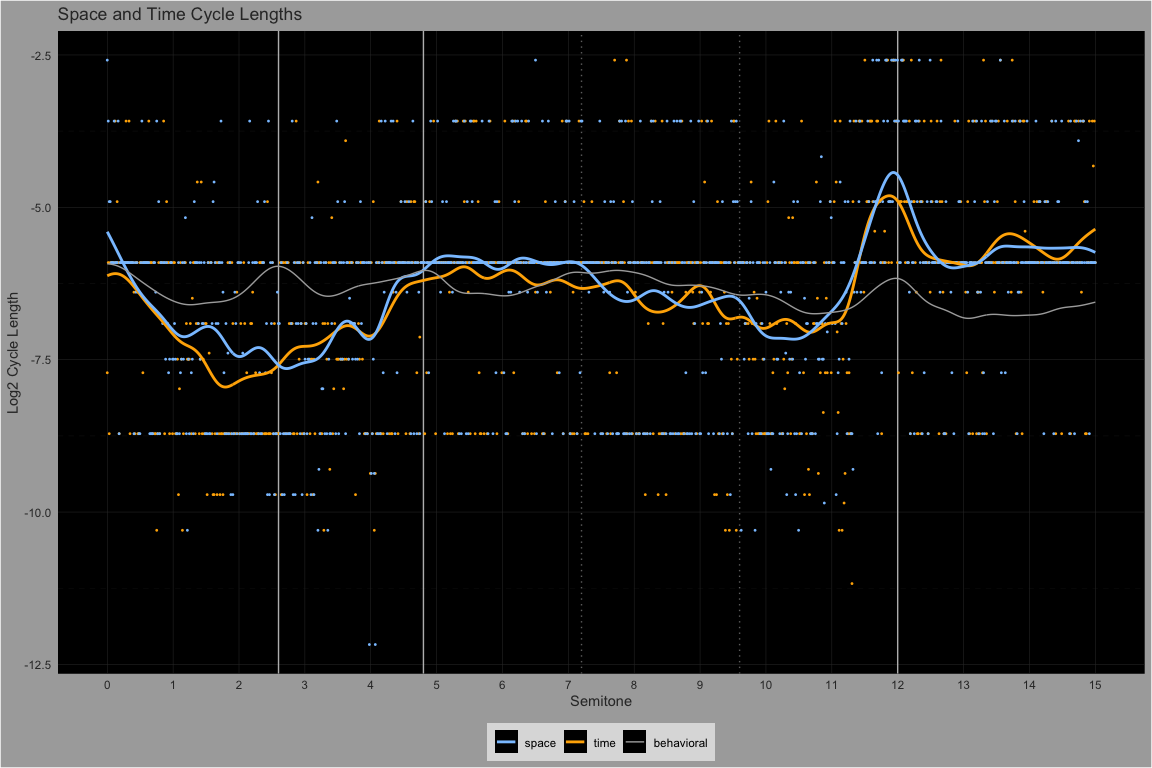 Space and Time Cycle Lengths
Log2 Cycle Length
-2.5
-5.0
-7.5
-10.0
-12.5
0 1 2 3 4 5 6 7 8 9 10 11 12 13 14 15
Semitone
space time behavioral